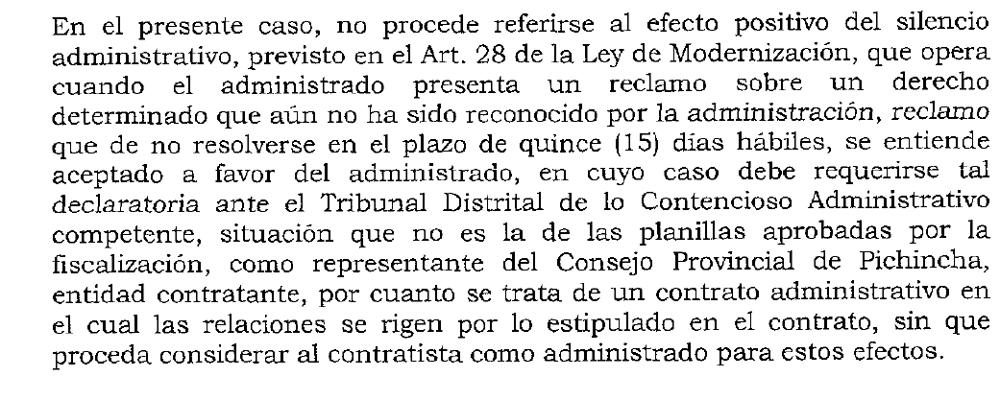 En el presente caso, no procede referirse al efecto positivo del silencio
administrativo, previsto en el Art. 28 de la Ley de Modernización, que opera
cuando el administrado presenta un reclamo sobre un derecho
determinado que aún no ha sido reconocido por la administración, reclamo
que de no resolverse en el plazo de quince (15) días hábiles, se entiende
aceptado a favor del administrado, en cuyo caso debe requerirse tal
declaratoria ante el Tribunal Distrital de lo Contencioso Administrativo
competente, situación que no es la de las planillas aprobadas por la
fiscalización, como representante del Consejo Provincial de Pichincha,
entidad contratante, por cuanto se trata de un contrato administrativo en
el cual las relaciones se rigen por lo estipulado en el contrato, sin que
proceda considerar al contratista como administrado para estos efectos.